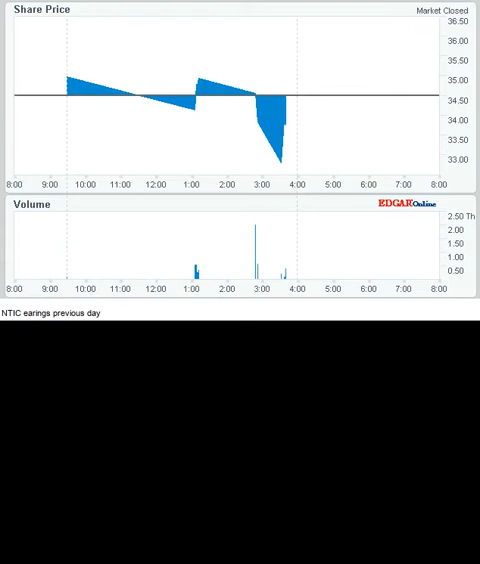 Share Price
Market Closed
36.50
36.00
35.50
35.00
34.50
34.00
33.50
33.00
8:00 9:00 10:00 11:00 12:00 1:00 2:00 3:00 4:00 5:00 6:00 7:00 8:00
Volume
EDGAR Online
2.50 Th
2.00
1.50
1.00
0.50
8:00 9:00 10:00 11:00 12:00 1:00 2:00 3:00 4:00 5:00 6:00 7:00 8:00
NTIC earings previous day